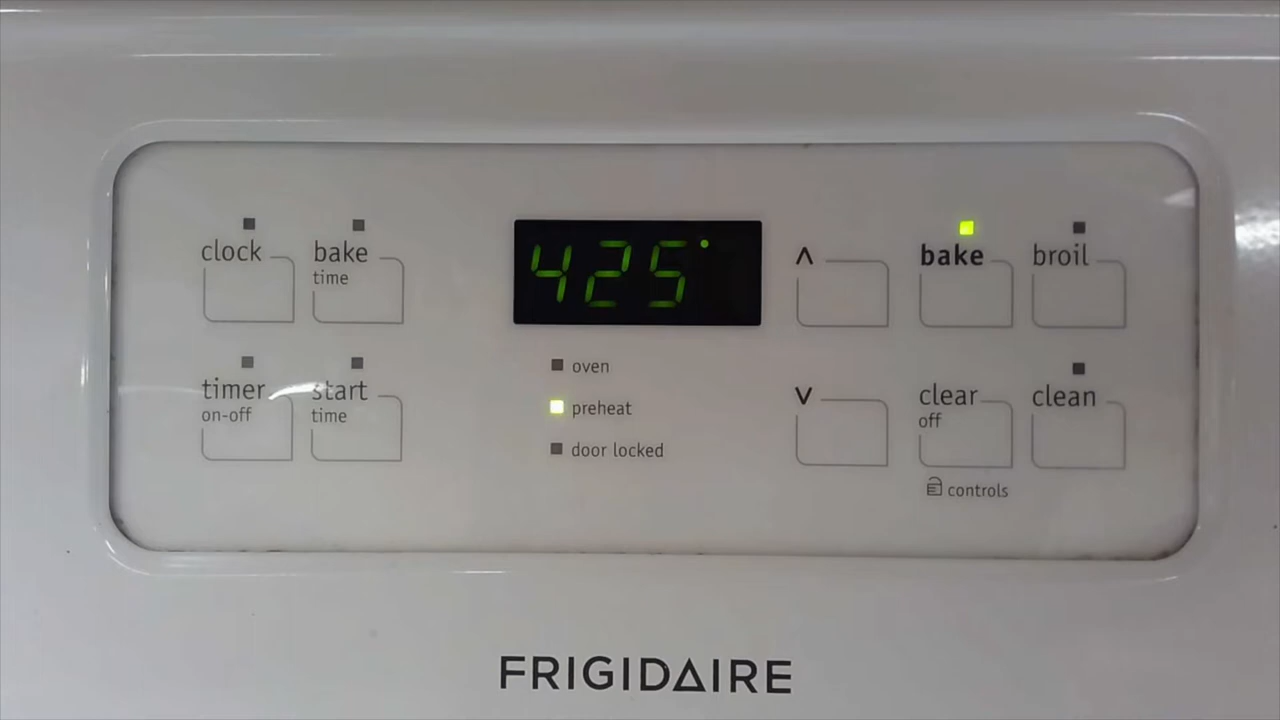 clock
bake
time
425°
^
bake
broil
timer
on-off
start
time
oven
preheat
door locked
v
clear
off
clean
controls
FRIGIDAIRE